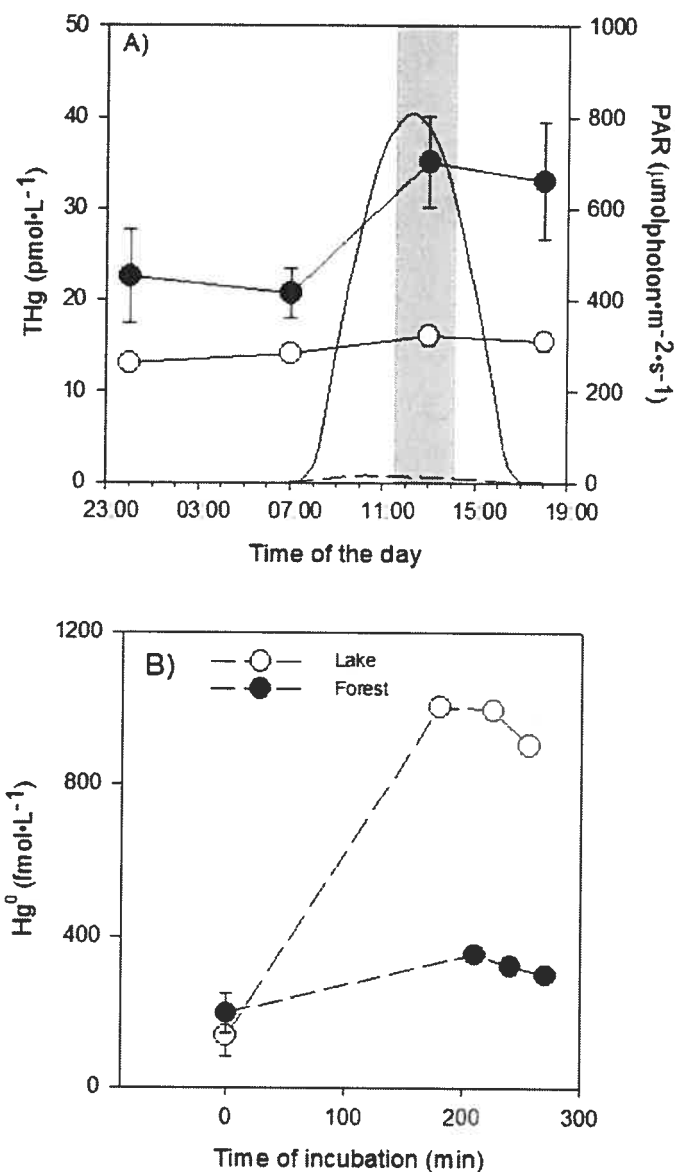 A)
THg (pmol•L⁻¹)
50
40
30
20
10
0
PAR (µmolphoton•m⁻²•s⁻¹)
1000
800
600
400
200
0
23:00 03:00 07:00 11:00 15:00 19:00
Time of the day
B)
Lake
Forest
Hg⁰ (fmol•L⁻¹)
1200
800
400
0
0 100 200 300
Time of incubation (min)